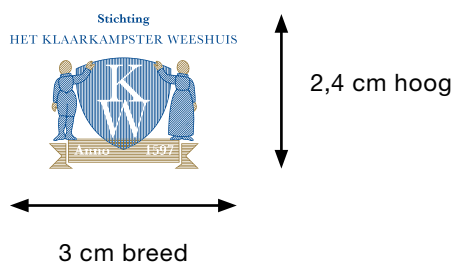 Stichting
HET KLAARKAMPSTER WEESHUIS
K
W
Anno 1597
2,4 cm hoog
3 cm breed